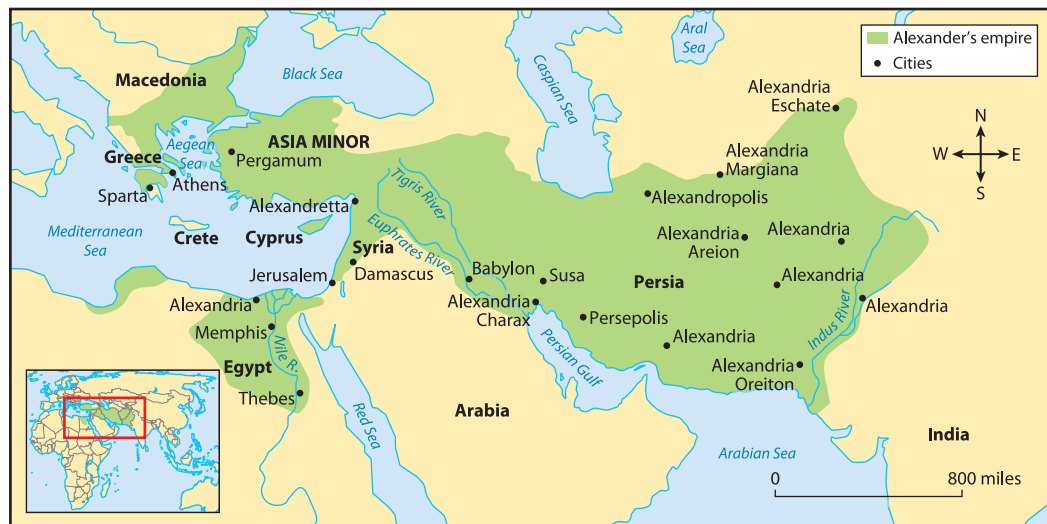 Aral
Sea
Alexander's empire
Cities
Black Sea
Caspian Sea
Macedonia
Alexandria
Eschate
N
W
E
S
ASIA MINOR
Pergamum
Aegean
Sea
Greece
Athens
Sparta
Alexandria
Margiana
Alexandropolis
Tigris River
Alexandretta
Mediterranean
Sea
Crete
Cyprus
Euphrates River
Syria
Damascus
Alexandria
Areion
Alexandria
Jerusalem
Babylon
Susa
Persia
Alexandria
Alexandria
Alexandria
Alexandria
Charax
Memphis
Nile R.
Persepolis
Alexandria
Indus River
Persian Gulf
Egypt
Thebes
Alexandria
Oreiton
Red Sea
Arabia
India
Arabian Sea
0
800 miles